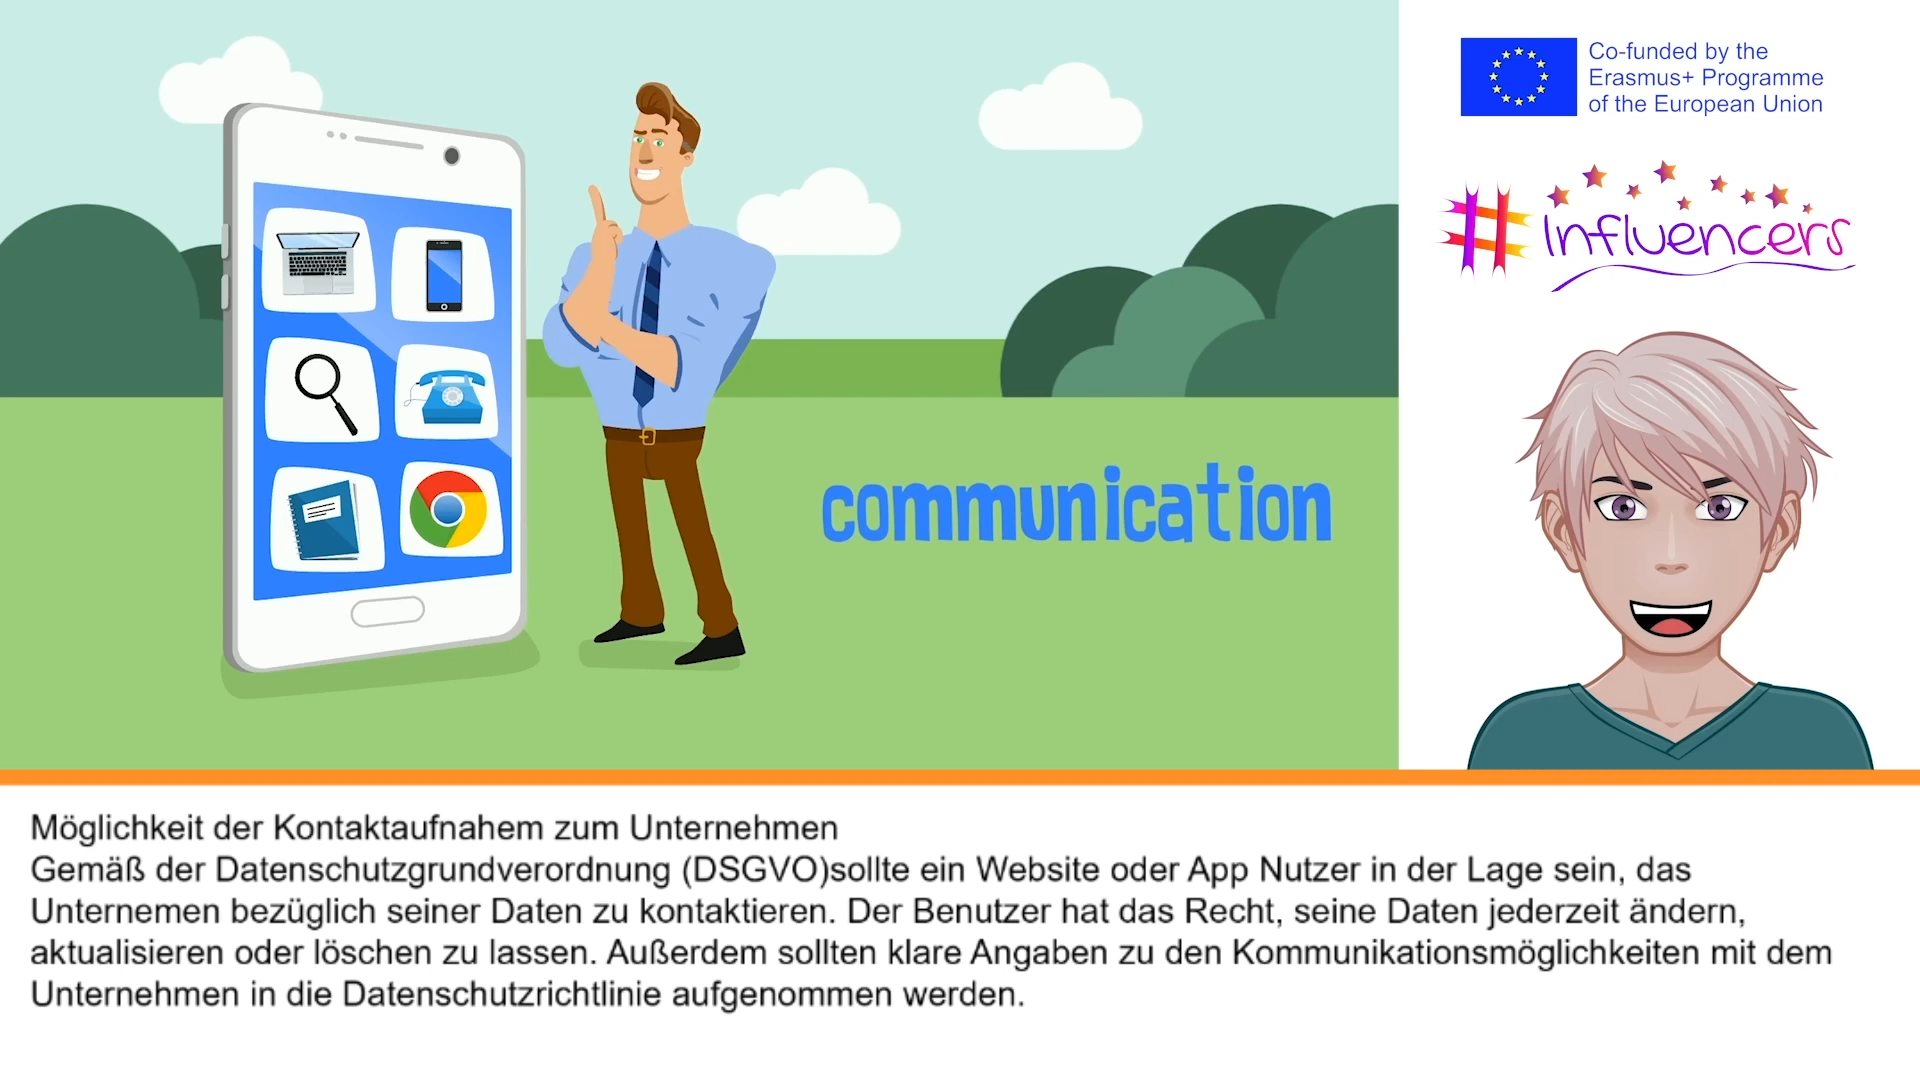 Co-funded by the
Erasmus+ Programme
of the European Union
#Influencers
communication
Möglichkeit der Kontaktaufnahem zum Unternehmen
Gemäß der Datenschutzgrundverordnung (DSGVO)sollte ein Website oder App Nutzer in der Lage sein, das
Unternemen bezüglich seiner Daten zu kontaktieren. Der Benutzer hat das Recht, seine Daten jederzeit ändern,
aktualisieren oder löschen zu lassen. Außerdem sollten klare Angaben zu den Kommunikationsmöglichkeiten mit dem
Unternehmen in die Datenschutzrichtlinie aufgenommen werden.